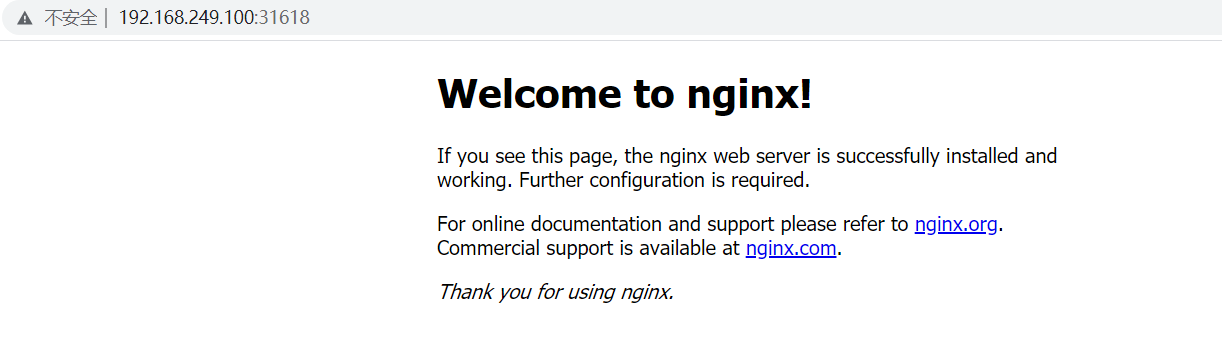 不安全 | 192.168.249.100:31618
Welcome to nginx!
If you see this page, the nginx web server is successfully installed and
working. Further configuration is required.
For online documentation and support please refer to nginx.org.
Commercial support is available at nginx.com.
Thank you for using nginx.